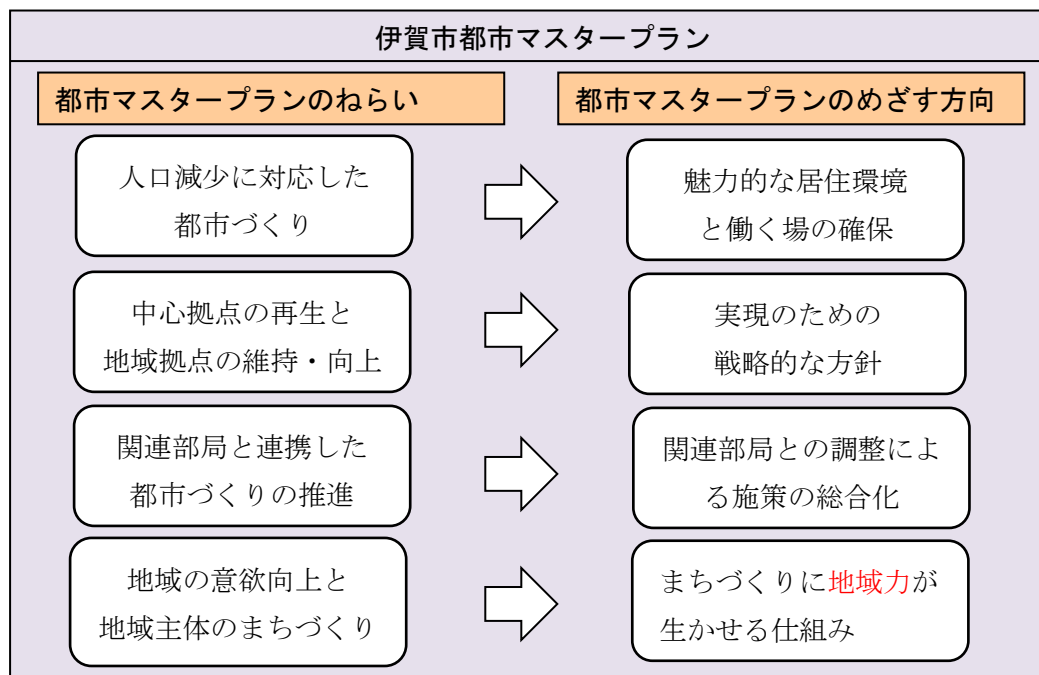 伊賀市都市マスタープラン
都市マスタープランのねらい
都市マスタープランのめざす方向
人口減少に対応した
都市づくり
魅力的な居住環境
と働く場の確保
中心拠点の再生と
地域拠点の維持・向上
実現のための
戦略的な方針
関連部局と連携した
都市づくりの推進
関連部局との調整によ
る施策の総合化
地域の意欲向上と
地域主体のまちづくり
まちづくりに地域力が
生かせる仕組み